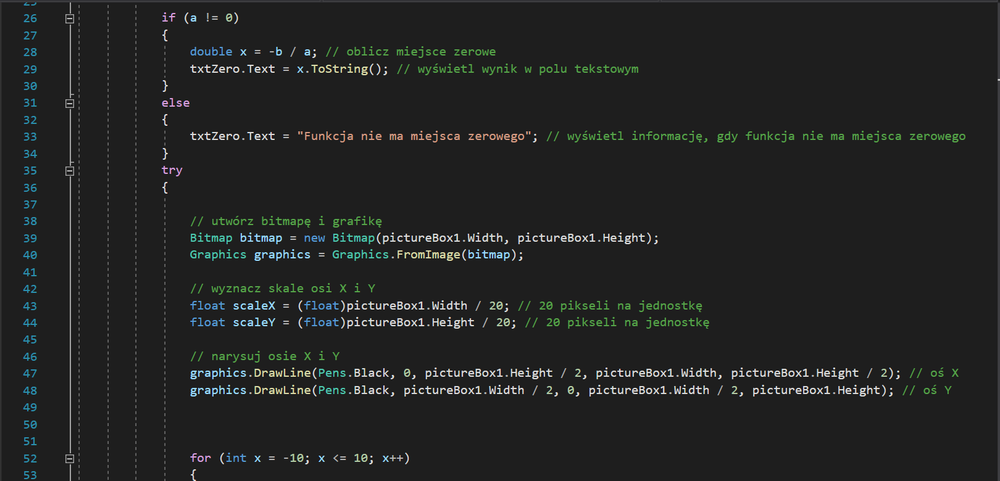 26 if (a != 0)
27 {
28 double x = -b / a; // oblicz miejsce zerowe
29 txtZero.Text = x.ToString(); // wyświetl wynik w polu tekstowym
30 }
31 else
32 {
33 txtZero.Text = "Funkcja nie ma miejsca zerowego"; // wyświetl informację, gdy funkcja nie ma miejsca zerowego
34 }
35 try
36 {
37
38 // utwórz bitmapę i grafikę
39 Bitmap bitmap = new Bitmap(pictureBox1.Width, pictureBox1.Height);
40 Graphics graphics = Graphics.FromImage(bitmap);
41
42 // wyznacz skale osi X i Y
43 float scaleX = (float)pictureBox1.Width / 20; // 20 pikseli na jednostkę
44 float scaleY = (float)pictureBox1.Height / 20; // 20 pikseli na jednostkę
45
46 // narysuj osie X i Y
47 graphics.DrawLine(Pens.Black, 0, pictureBox1.Height / 2, pictureBox1.Width, pictureBox1.Height / 2); // oś X
48 graphics.DrawLine(Pens.Black, pictureBox1.Width / 2, 0, pictureBox1.Width / 2, pictureBox1.Height); // oś Y
49
50
51
52 for (int x = -10; x <= 10; x++)
53 {